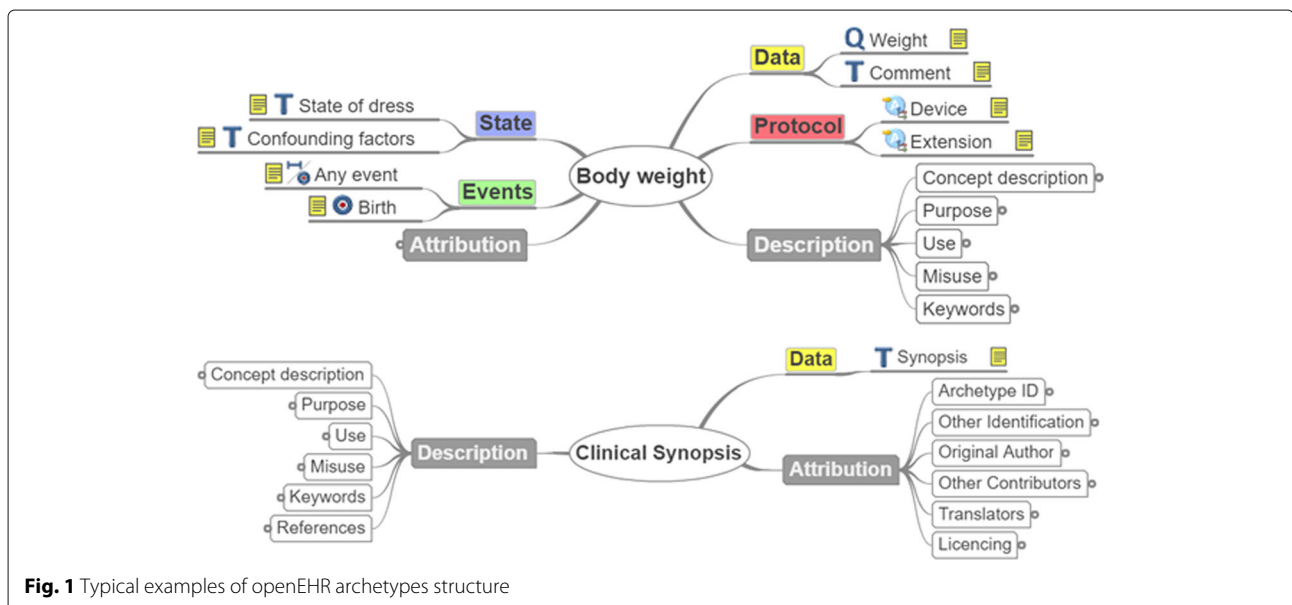 Body weight
State
T State of dress
T Confounding factors
Events
Any event
Birth
Attribution
Data
Q Weight
T Comment
Protocol
Device
Extension
Description
Concept description
Purpose
Use
Misuse
Keywords
Clinical Synopsis
Description
Concept description
Purpose
Use
Misuse
Keywords
References
Data
T Synopsis
Attribution
Archetype ID
Other Identification
Original Author
Other Contributors
Translators
Licencing
Fig. 1 Typical examples of openEHR archetypes structure